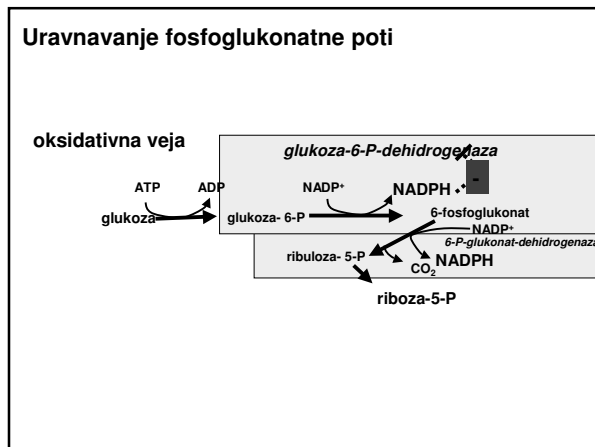 Uravnavanje fosfoglukonatne poti
oksidativna veja
glukoza-6-P-dehidrogenaza
-
ATP ADP NADP⁺ NADPH
glukoza glukoza- 6-P 6-fosfoglukonat
NADP⁺
6-P-glukonat-dehidrogenaza
ribuloza- 5-P CO₂ NADPH
riboza-5-P